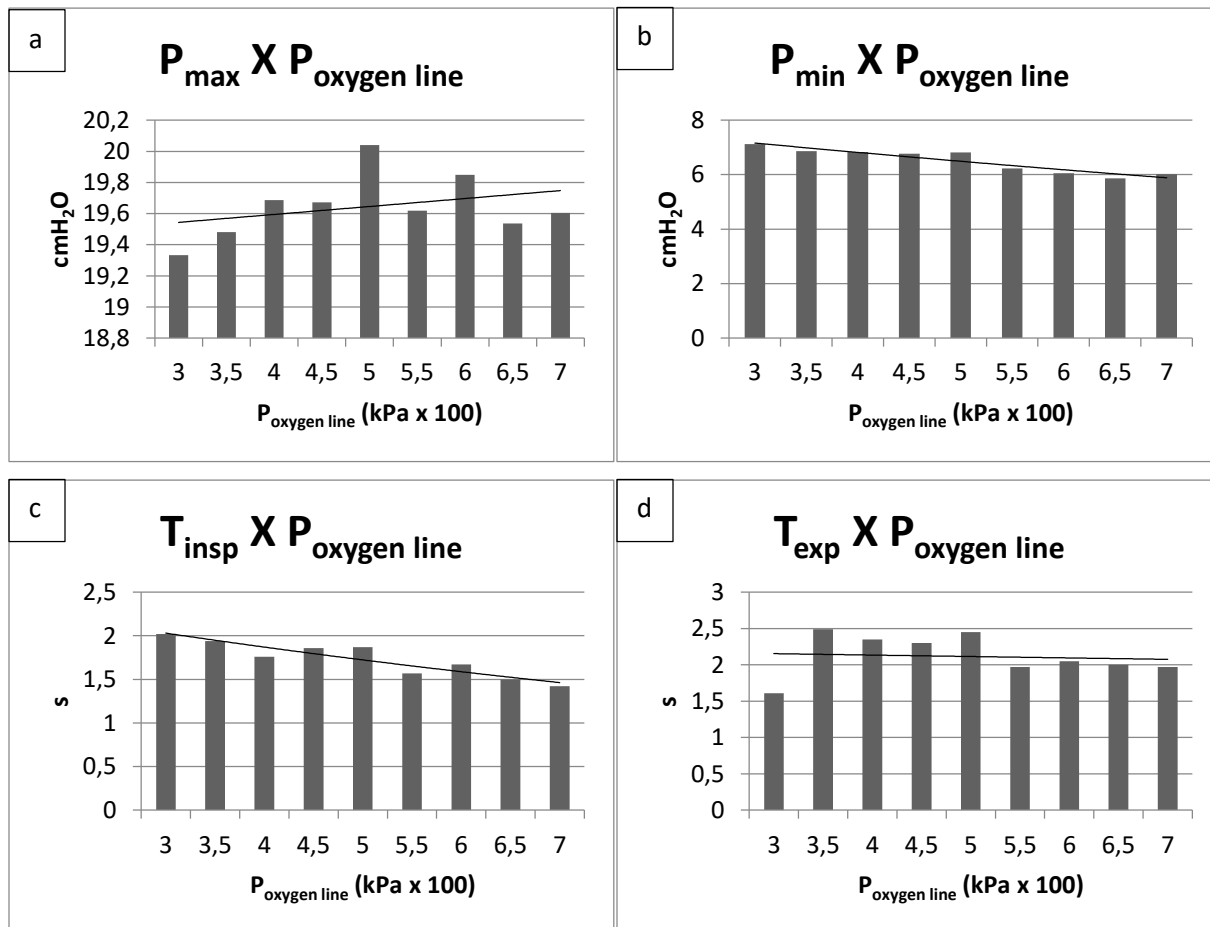 a
Pmax X Poxygen line
20,2
20
19,8
19,6
19,4
19,2
19
18,8
cmH2O
3 3,5 4 4,5 5 5,5 6 6,5 7
Poxygen line (kPa x 100)
b
Pmin X Poxygen line
8
6
4
2
0
cmH2O
3 3,5 4 4,5 5 5,5 6 6,5 7
Poxygen line (kPa x 100)
c
Tinsp X Poxygen line
2,5
2
1,5
1
0,5
0
s
3 3,5 4 4,5 5 5,5 6 6,5 7
Poxygen line (kPa x 100)
d
Texp X Poxygen line
3
2,5
2
1,5
1
0,5
0
s
3 3,5 4 4,5 5 5,5 6 6,5 7
Poxygen line (kPa x 100)